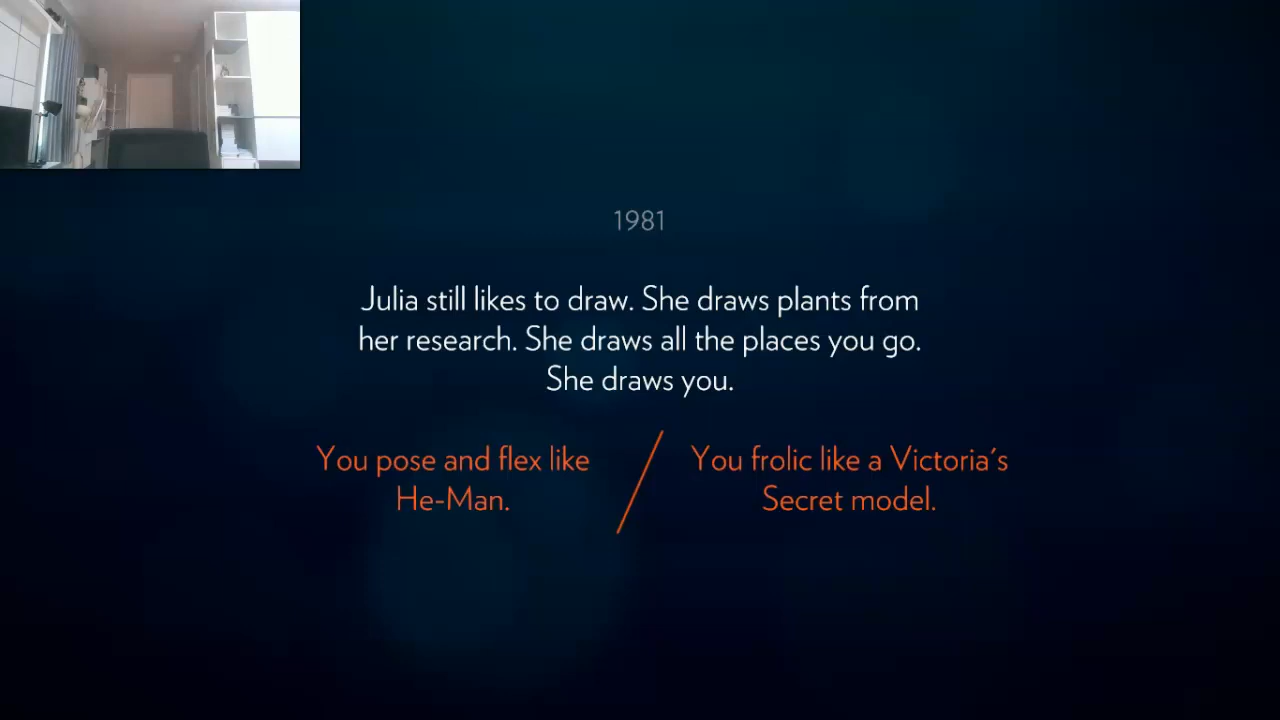 1981
Julia still likes to draw. She draws plants from
her research. She draws all the places you go.
She draws you.
You pose and flex like
He-Man.
You frolic like a Victoria's
Secret model.